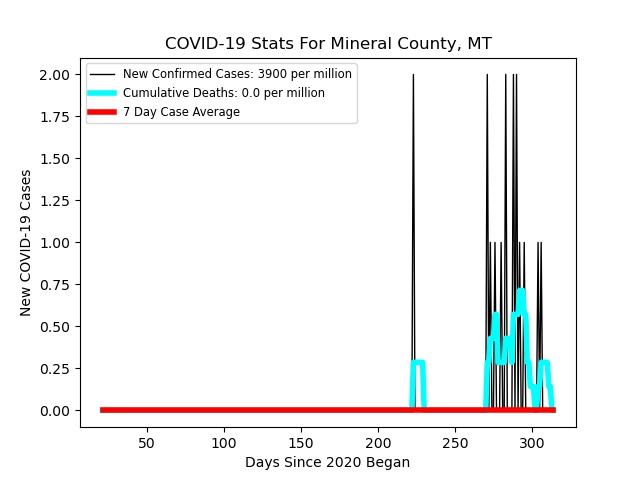 COVID-19 Stats For Mineral County, MT
New Confirmed Cases: 3900 per million
Cumulative Deaths: 0.0 per million
7 Day Case Average
New COVID-19 Cases
2.00
1.75
1.50
1.25
1.00
0.75
0.50
0.25
0.00
50 100 150 200 250 300
Days Since 2020 Began